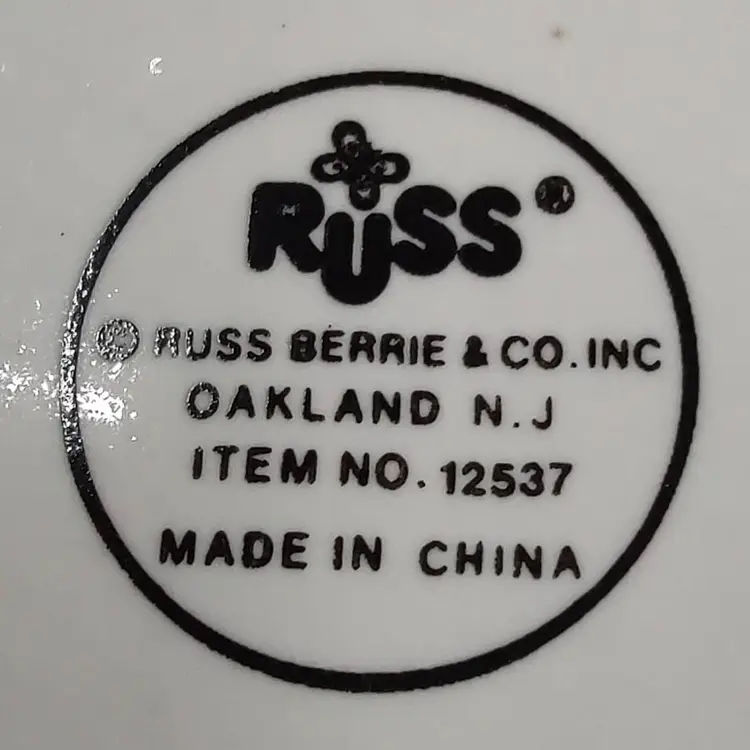 RUSS®
© RUSS BERRIE & CO. INC
OAKLAND N.J
ITEM NO. 12537
MADE IN CHINA